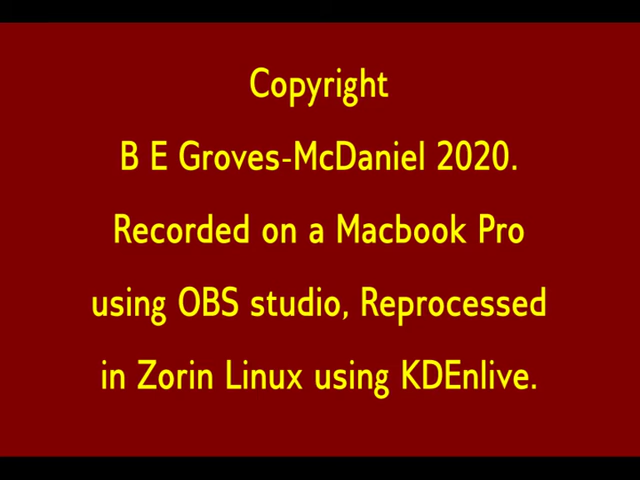 Copyright
B E Groves-McDaniel 2020.
Recorded on a Macbook Pro
using OBS studio, Reprocessed
in Zorin Linux using KDEnlive.